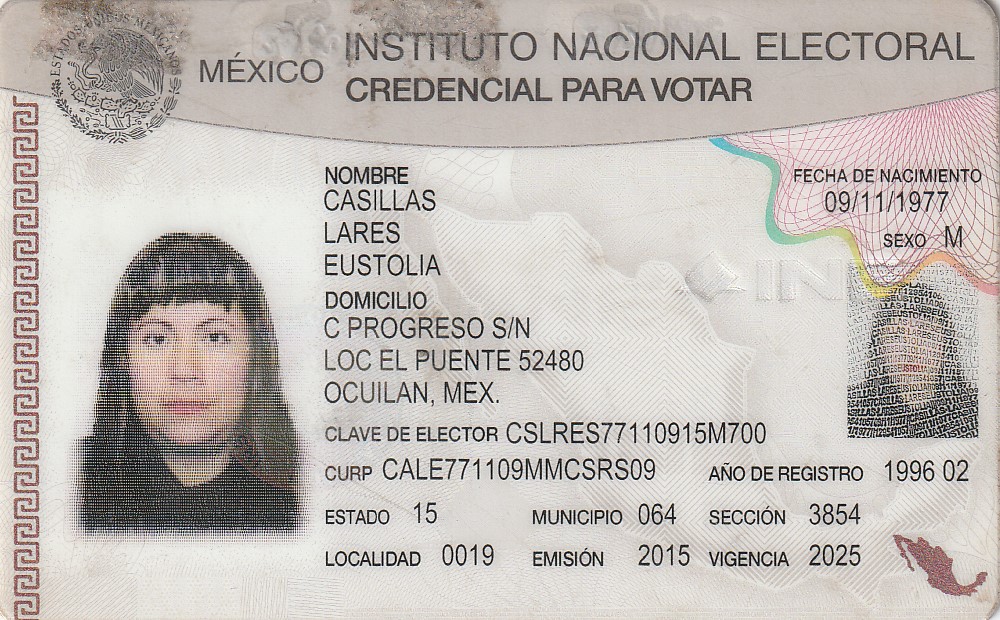 ESTADOS UNIDOS MEXICANOS
MÉXICO
INSTITUTO NACIONAL ELECTORAL
CREDENCIAL PARA VOTAR
NOMBRE
CASILLAS
LARES
EUSTOLIA
FECHA DE NACIMIENTO
09/11/1977
SEXO M
DOMICILIO
C PROGRESO S/N
LOC EL PUENTE 52480
OCUILAN, MEX.
INE
CLAVE DE ELECTOR CSLRES77110915M700
CURP CALE771109MMCSRS09
AÑO DE REGISTRO 1996 02
ESTADO 15 MUNICIPIO 064 SECCIÓN 3854
LOCALIDAD 0019 EMISIÓN 2015 VIGENCIA 2025